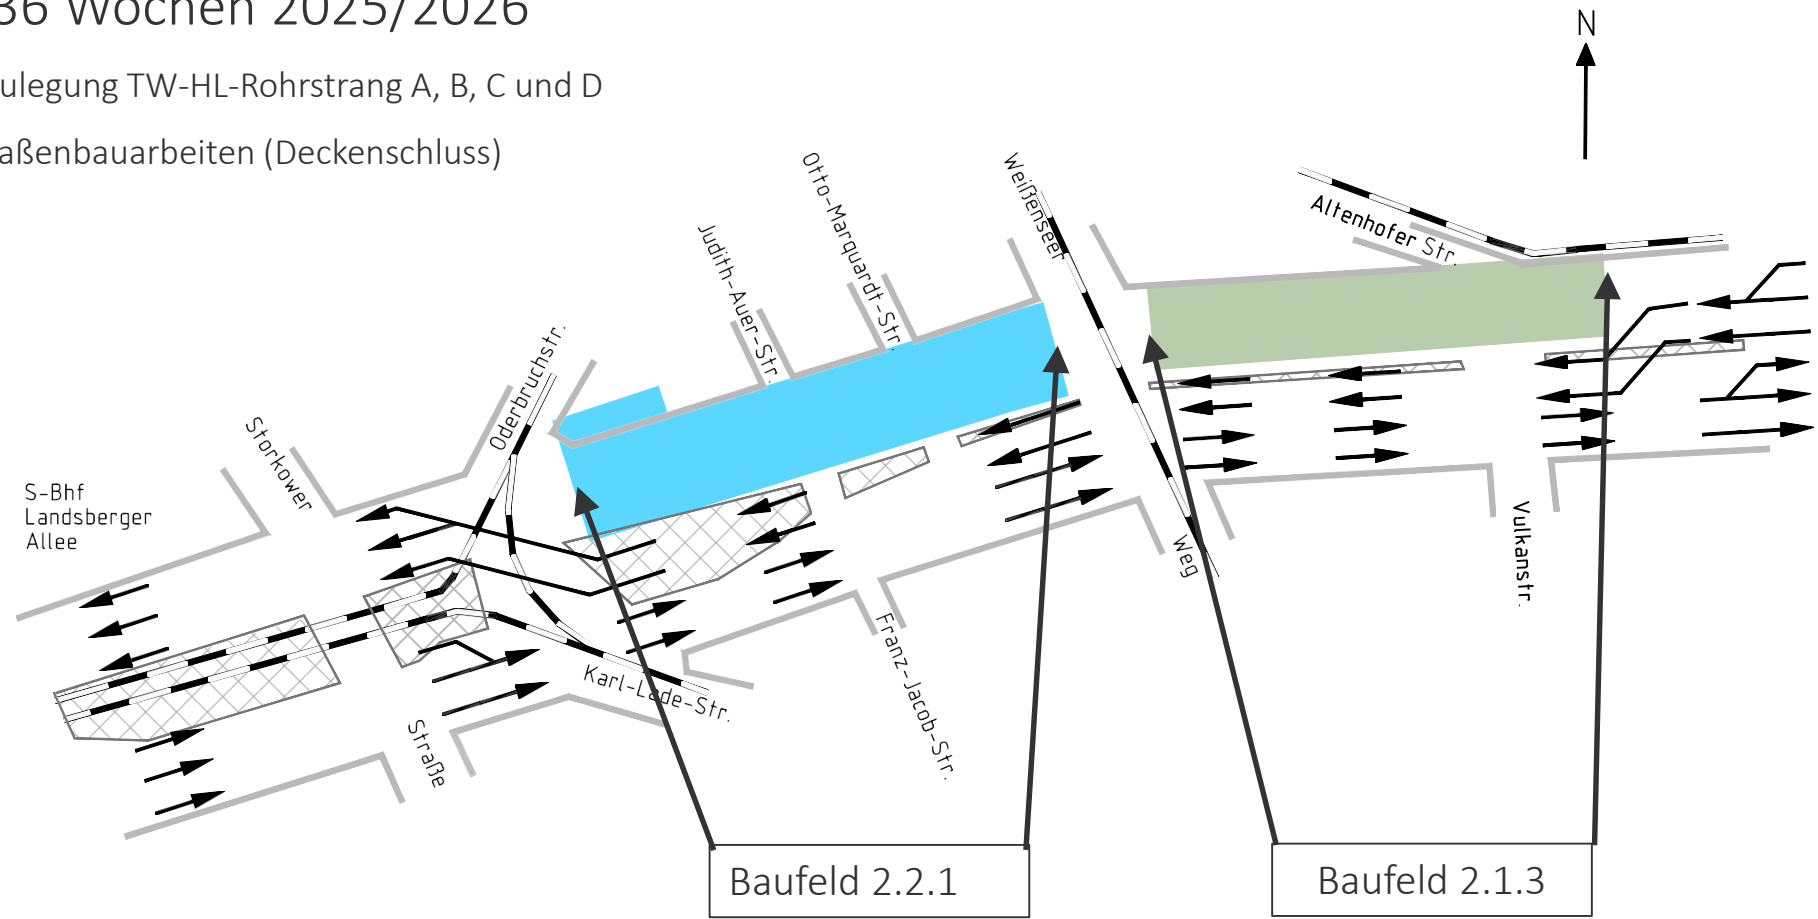 36 Wochen 2025/2026
ulegung TW-HL-Rohrstrang A, B, C und D
aßenbauarbeiten (Deckenschluss)
N
Otto-Marquardt-Str.
Weißenseer
Altenhofer Str.
Judith-Auer-Str.
Oderbruchstr.
Storkower
S-Bhf
Landsberger
Allee
Vulkanstr.
Weg
Franz-Jacob-Str.
Karl-Lade-Str.
Straße
Baufeld 2.2.1
Baufeld 2.1.3